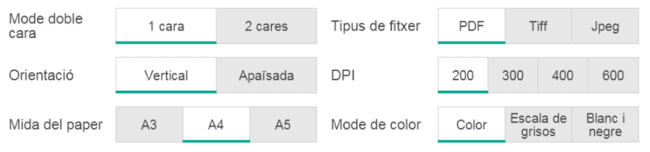 Mode doble cara
1 cara
2 cares
Tipus de fitxer
PDF
Tiff
Jpeg
Orientació
Vertical
Apaïsada
DPI
200
300
400
600
Mida del paper
A3
A4
A5
Mode de color
Color
Escala de grisos
Blanc i negre